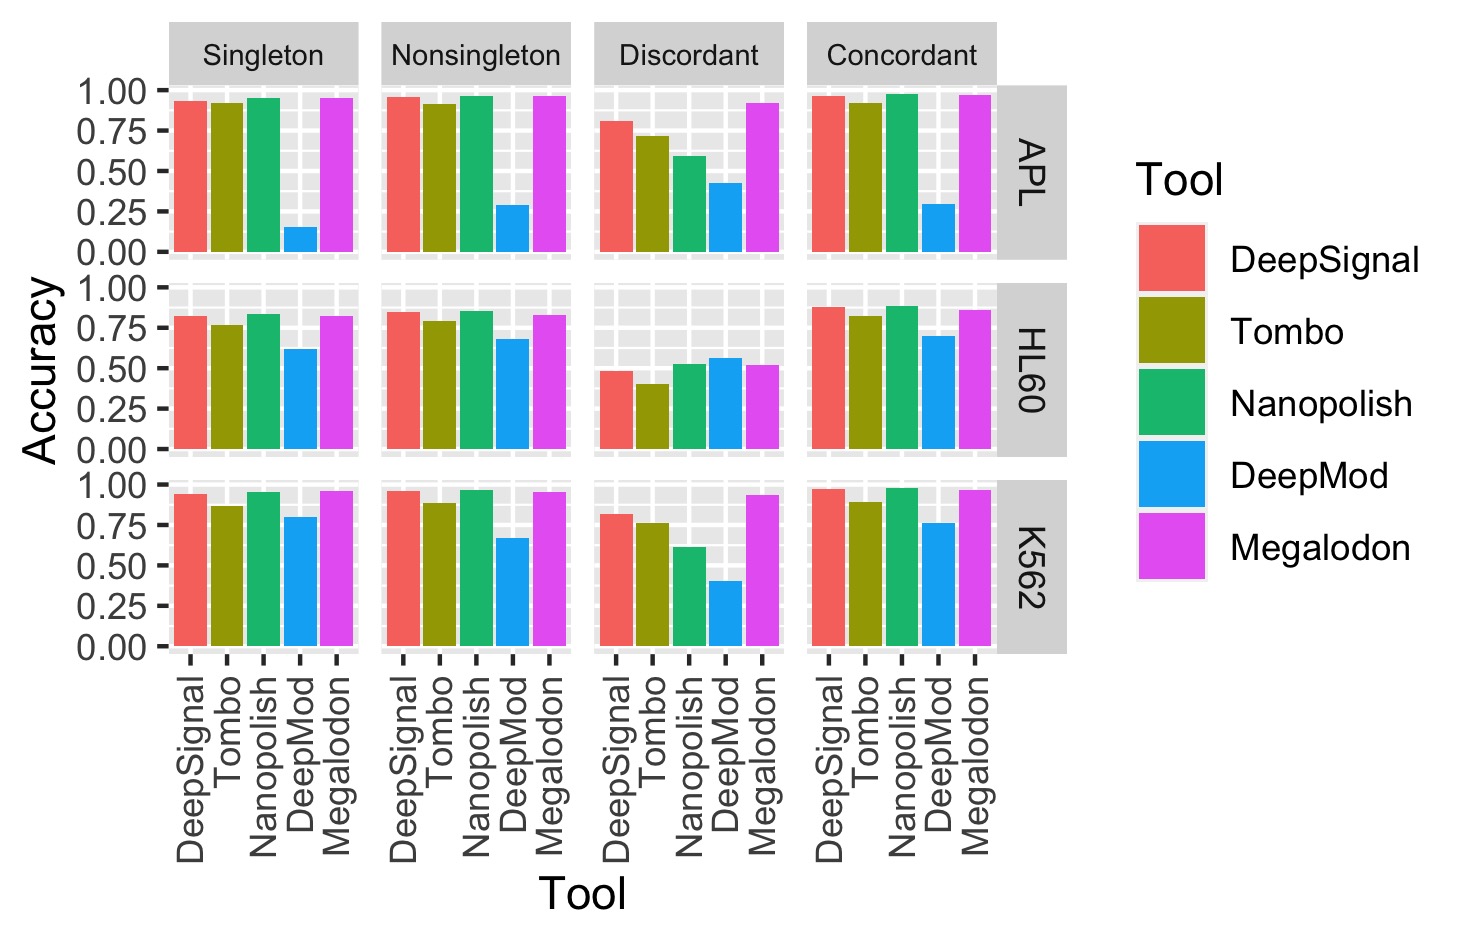 Singleton Nonsingleton Discordant Concordant
1.00
0.75
0.50
0.25
0.00
APL
1.00
0.75
0.50
0.25
0.00
HL60
1.00
0.75
0.50
0.25
0.00
K562
Accuracy
DeepSignal
Tombo
Nanopolish
DeepMod
Megalodon
DeepSignal
Tombo
Nanopolish
DeepMod
Megalodon
DeepSignal
Tombo
Nanopolish
DeepMod
Megalodon
DeepSignal
Tombo
Nanopolish
DeepMod
Megalodon
Tool
Tool
DeepSignal
Tombo
Nanopolish
DeepMod
Megalodon